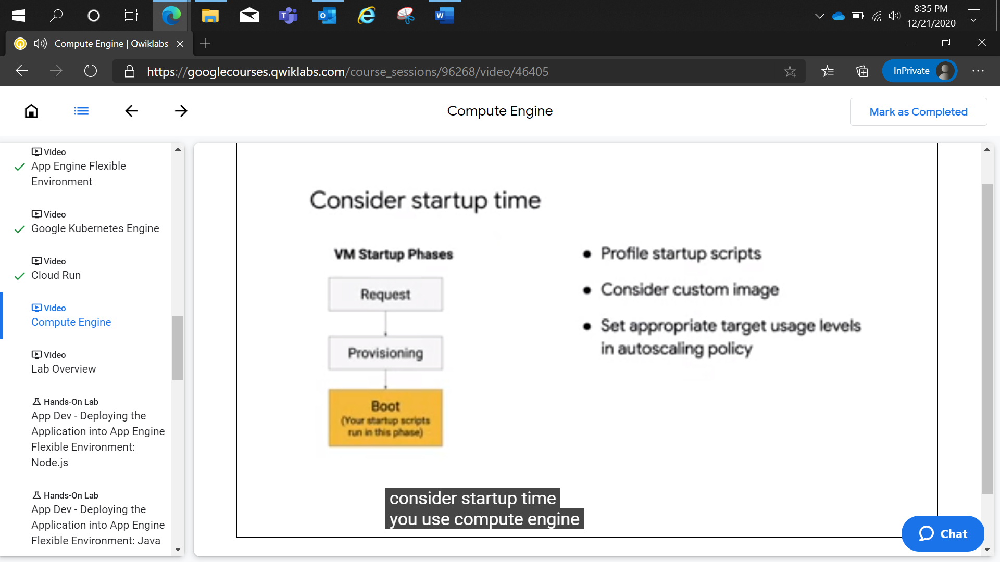 8:35 PM
12/21/2020
Compute Engine | Qwiklabs
https://googlecourses.qwiklabs.com/course_sessions/96268/video/46405
InPrivate
Compute Engine
Mark as Completed
Video
App Engine Flexible
Environment
Video
Google Kubernetes Engine
Video
Cloud Run
Video
Compute Engine
Video
Lab Overview
Hands-On Lab
App Dev - Deploying the
Application into App Engine
Flexible Environment:
Node.js
Hands-On Lab
App Dev - Deploying the
Application into App Engine
Flexible Environment: Java
Consider startup time
VM Startup Phases
Request
Provisioning
Boot
(Your startup scripts
run in this phase)
● Profile startup scripts
● Consider custom image
● Set appropriate target usage levels
in autoscaling policy
consider startup time
you use compute engine
Chat